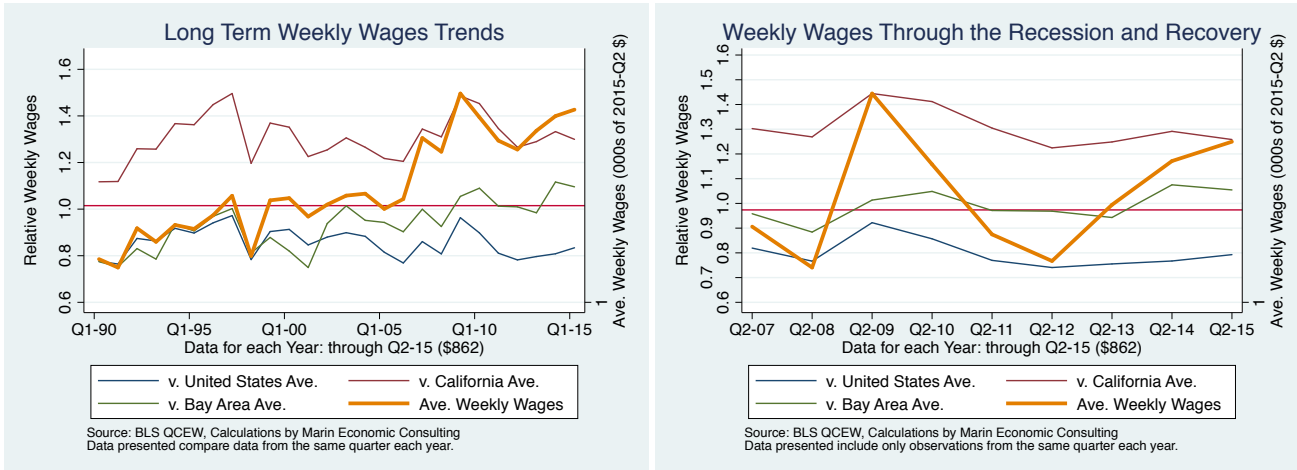 Long Term Weekly Wages Trends
Relative Weekly Wages
1.6
1.4
1.2
1.0
0.8
0.6
1
Ave. Weekly Wages (000s of 2015-Q2 $)
Q1-90 Q1-95 Q1-00 Q1-05 Q1-10 Q1-15
Data for each Year: through Q2-15 ($862)
v. United States Ave. v. California Ave.
v. Bay Area Ave. Ave. Weekly Wages
Source: BLS QCEW, Calculations by Marin Economic Consulting
Data presented compare data from the same quarter each year.
Weekly Wages Through the Recession and Recovery
Relative Weekly Wages
1.6
1.5
1.4
1.3
1.2
1.1
1.0
0.9
0.8
0.7
0.6
1
Ave. Weekly Wages (000s of 2015-Q2 $)
Q2-07 Q2-08 Q2-09 Q2-10 Q2-11 Q2-12 Q2-13 Q2-14 Q2-15
Data for each Year: through Q2-15 ($862)
v. United States Ave. v. California Ave.
v. Bay Area Ave. Ave. Weekly Wages
Source: BLS QCEW, Calculations by Marin Economic Consulting
Data presented include only observations from the same quarter each year.